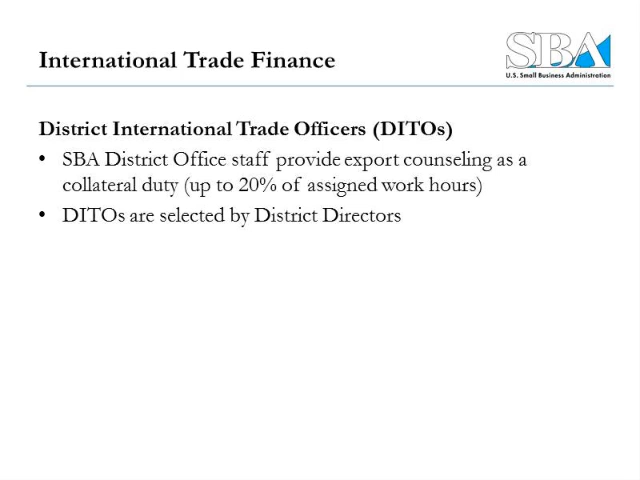 International Trade Finance
SBA
U.S. Small Business Administration
District International Trade Officers (DITOs)
• SBA District Office staff provide export counseling as a
collateral duty (up to 20% of assigned work hours)
• DITOs are selected by District Directors